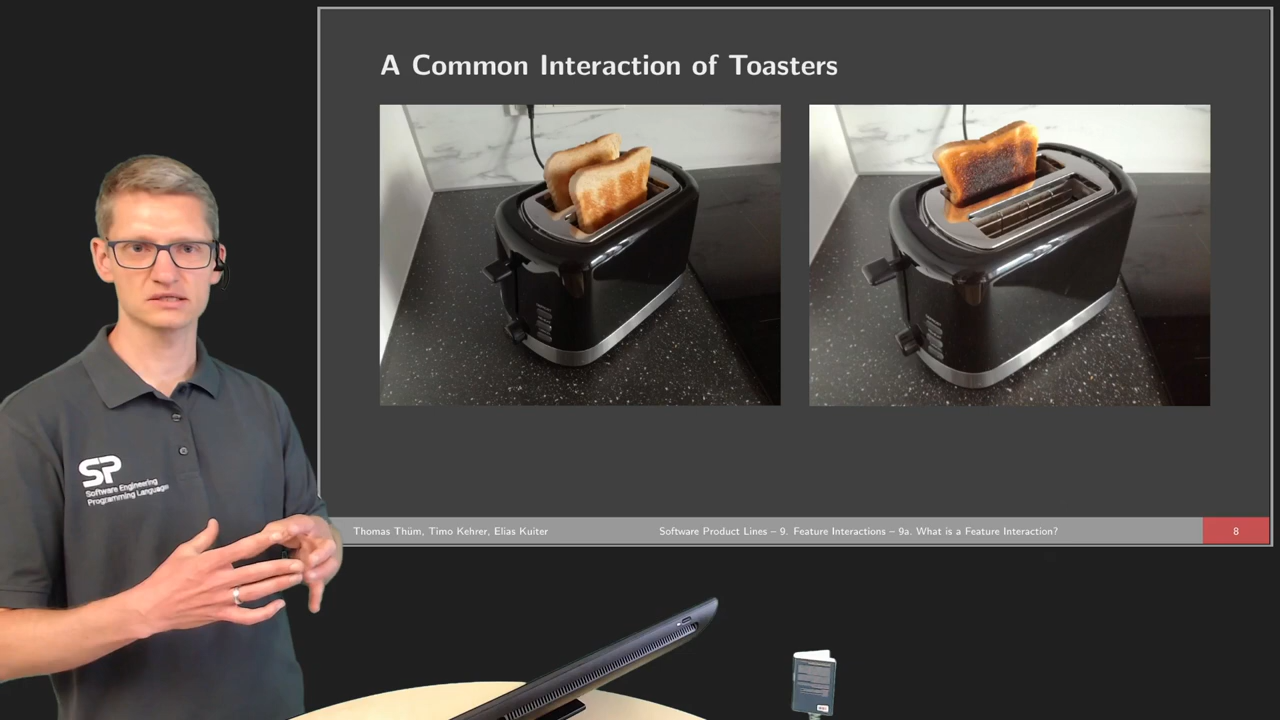 A Common Interaction of Toasters
SP
Software Engineering
Programming Languages
Thomas Thüm, Timo Kehrer, Elias Kuiter
Software Product Lines – 9. Feature Interactions – 9a. What is a Feature Interaction?
8